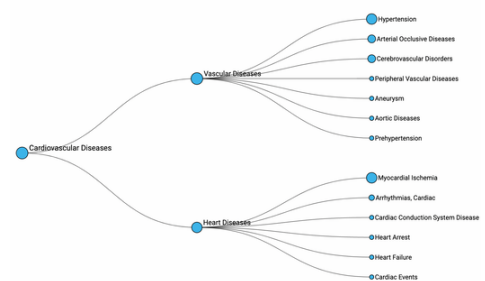 Hypertension
Arterial Occlusive Diseases
Cerebrovascular Disorders
Vascular Diseases
Peripheral Vascular Diseases
Aneurysm
Aortic Diseases
Prehypertension
Cardiovascular Diseases
Myocardial Ischemia
Arrhythmias, Cardiac
Cardiac Conduction System Disease
Heart Diseases
Heart Arrest
Heart Failure
Cardiac Events